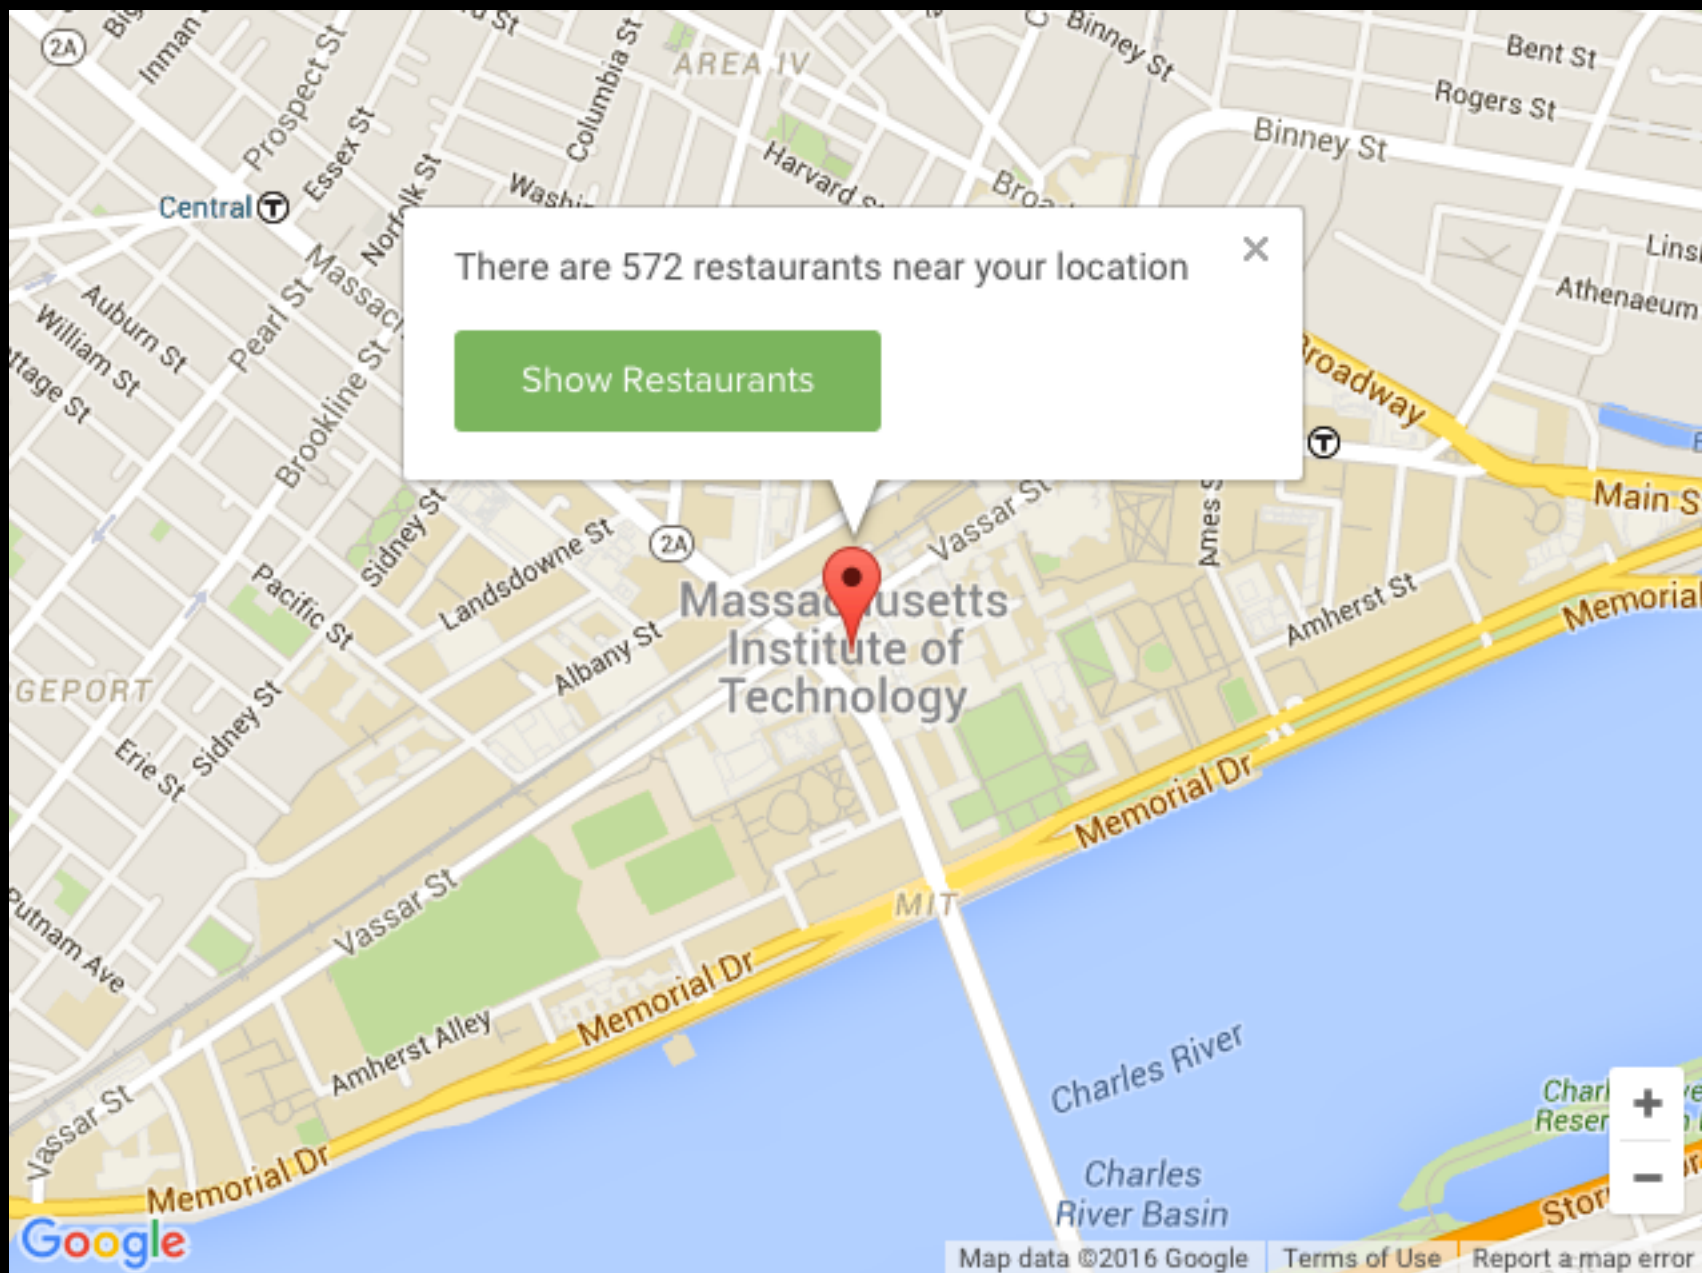 2A
Inman
Prospect St
Essex St
Columbia St
AREA IV
Binney St
Bent St
Rogers St
Binney St
Harvard
Central T
Norfolk St
There are 572 restaurants near your location
×
Show Restaurants
Athenaeum
Auburn St
William St
Pearl St
Brookline St
Broadway
T
Main S
Sidney St
Landsdowne St
2A
Vassar St
Ames S
Pacific St
Albany St
Massachusetts
Institute of
Technology
Amherst St
Memorial
GEPORT
Erie St
Sidney St
Memorial Dr
Putnam Ave
Vassar St
MIT
Memorial Dr
Amherst Alley
Charles River
Vassar St
Memorial Dr
Charles
River Basin
+
−
Google
Map data ©2016 Google
Terms of Use
Report a map error